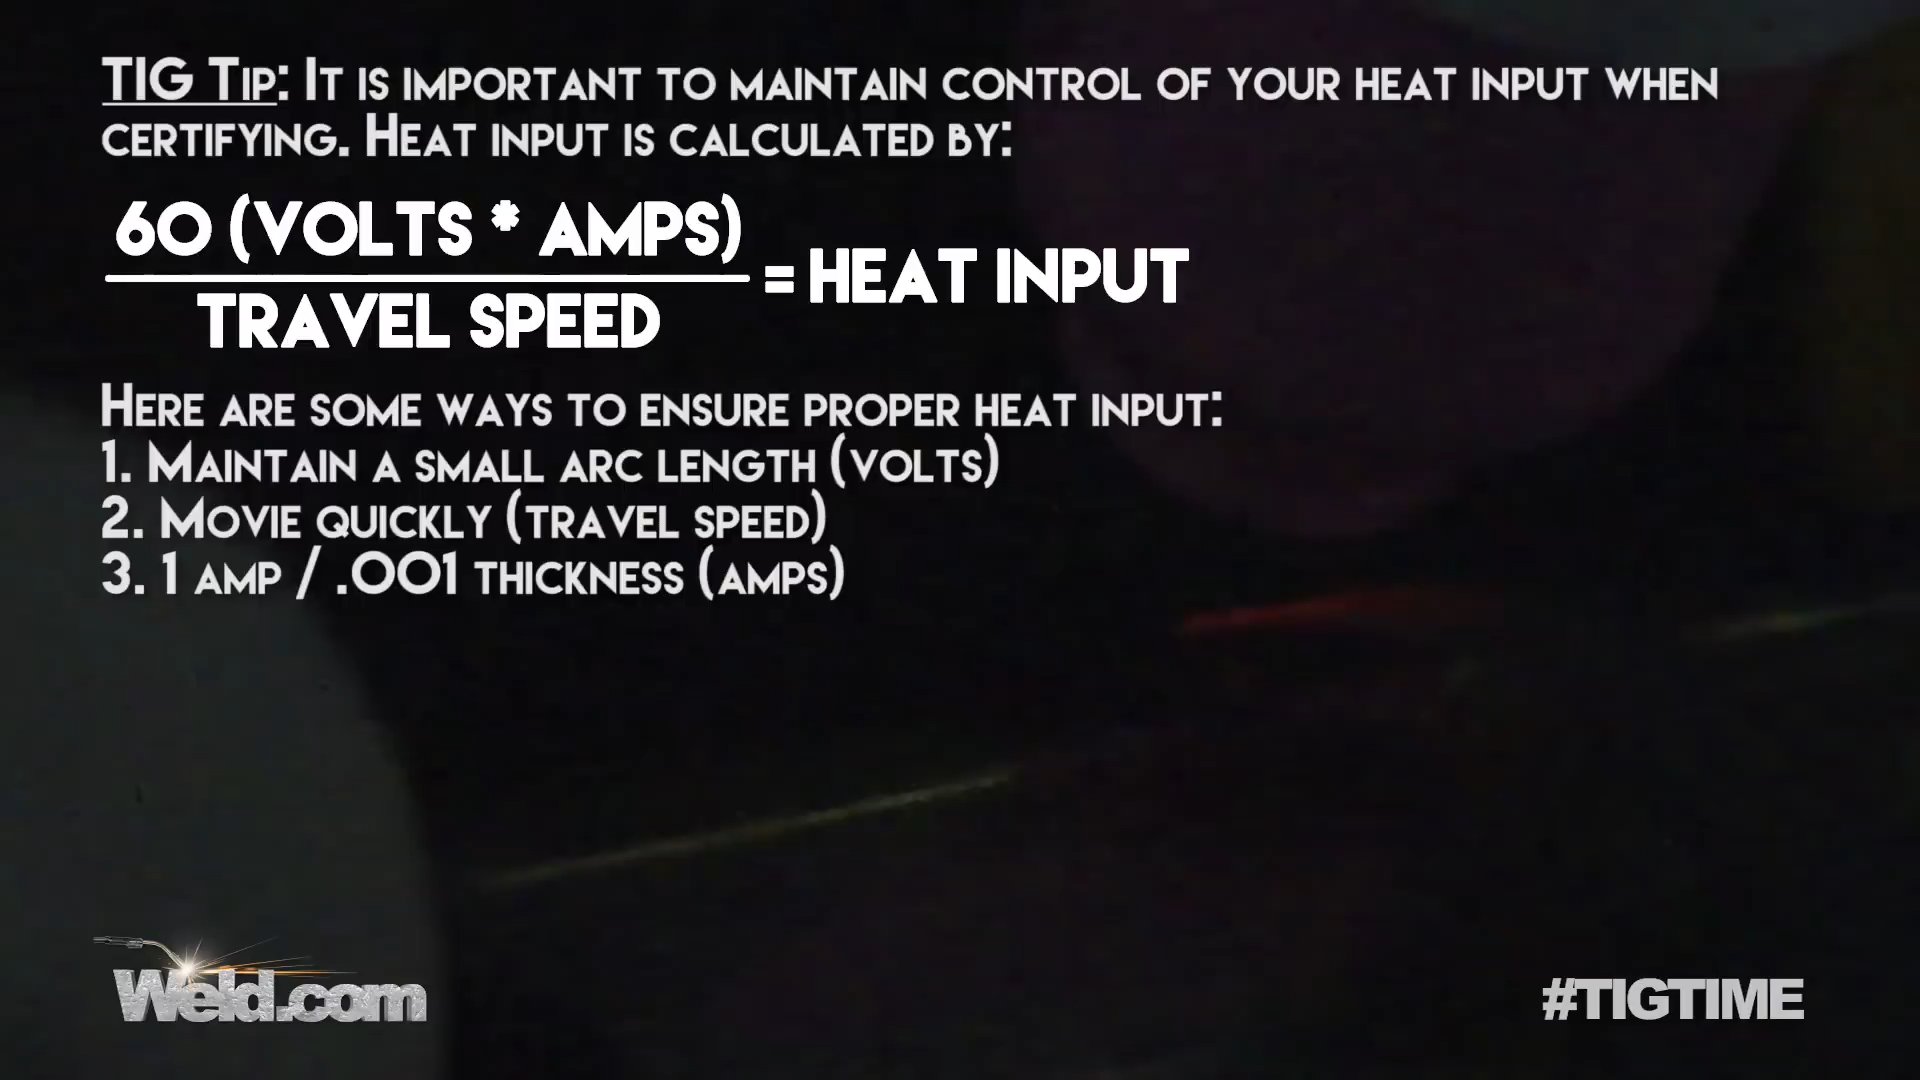 TIG Tip: It is important to maintain control of your heat input when
certifying. Heat input is calculated by:
60 (VOLTS * AMPS)
= HEAT INPUT
TRAVEL SPEED
Here are some ways to ensure proper heat input:
1. Maintain a small arc length (volts)
2. Movie quickly (travel speed)
3. 1 amp / .001 thickness (amps)
Weld.com
#TIGTIME